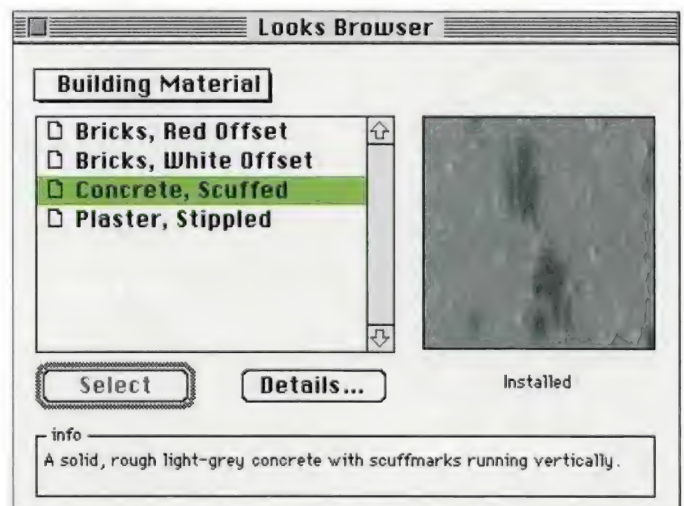 Looks Browser
Building Material
Bricks, Red Offset
Bricks, White Offset
Concrete, Scuffed
Plaster, Stippled
Select
Details...
Installed
info
A solid, rough light-grey concrete with scuffmarks running vertically.